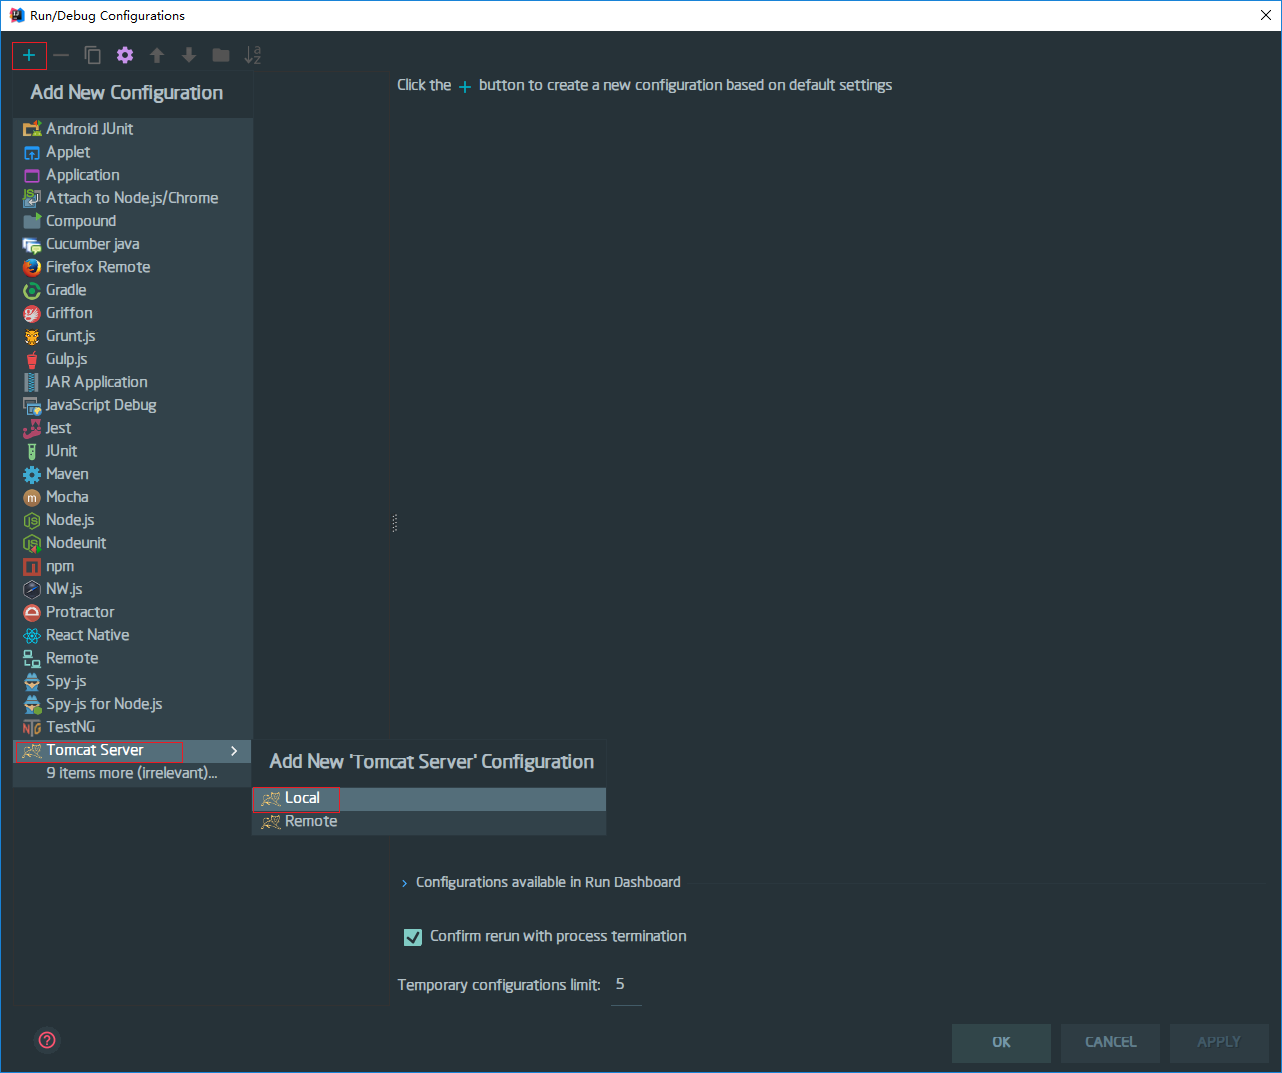 Run/Debug Configurations
Add New Configuration
Click the + button to create a new configuration based on default settings
Android JUnit
Applet
Application
Attach to Node.js/Chrome
Compound
Cucumber java
Firefox Remote
Gradle
Griffon
Grunt.js
Gulp.js
JAR Application
JavaScript Debug
Jest
JUnit
Maven
Mocha
Node.js
Nodeunit
npm
NW.js
Protractor
React Native
Remote
Spy-js
Spy-js for Node.js
TestNG
Tomcat Server
9 items more (irrelevant)...
Add New 'Tomcat Server' Configuration
Local
Remote
Configurations available in Run Dashboard
Confirm rerun with process termination
Temporary configurations limit: 5
OK CANCEL APPLY